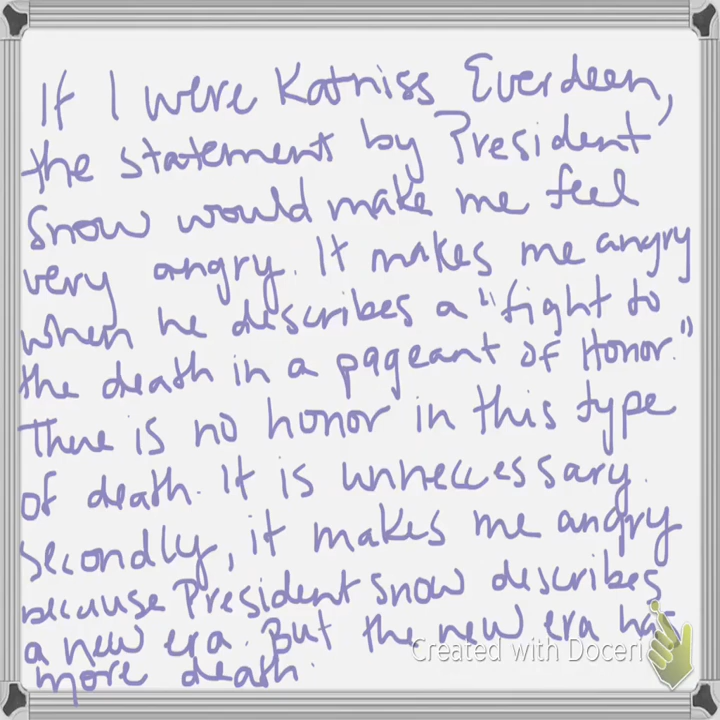 If I were Katniss Everdeen,
the statement by President
Snow would make me feel
very angry. It makes me angry
when he describes a "fight to
the death in a pageant of Honor."
There is no honor in this type
of death. It is unneccessary.
Secondly, it makes me angry
because President Snow describes
a new era. But the new era has
more death.
Created with Doceri